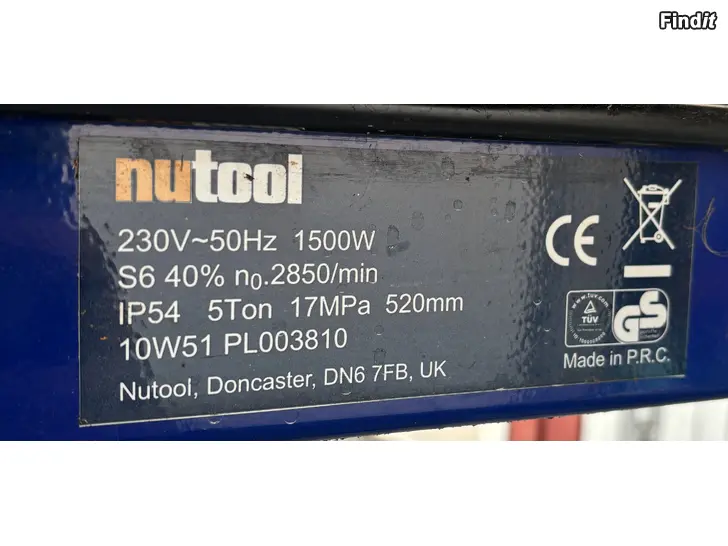 Findit
nutool
230V~50Hz 1500W
S6 40% n0.2850/min
IP54 5Ton 17MPa 520mm
10W51 PL003810
Nutool, Doncaster, DN6 7FB, UK
CE
TÜV
GS
Made in P.R.C.